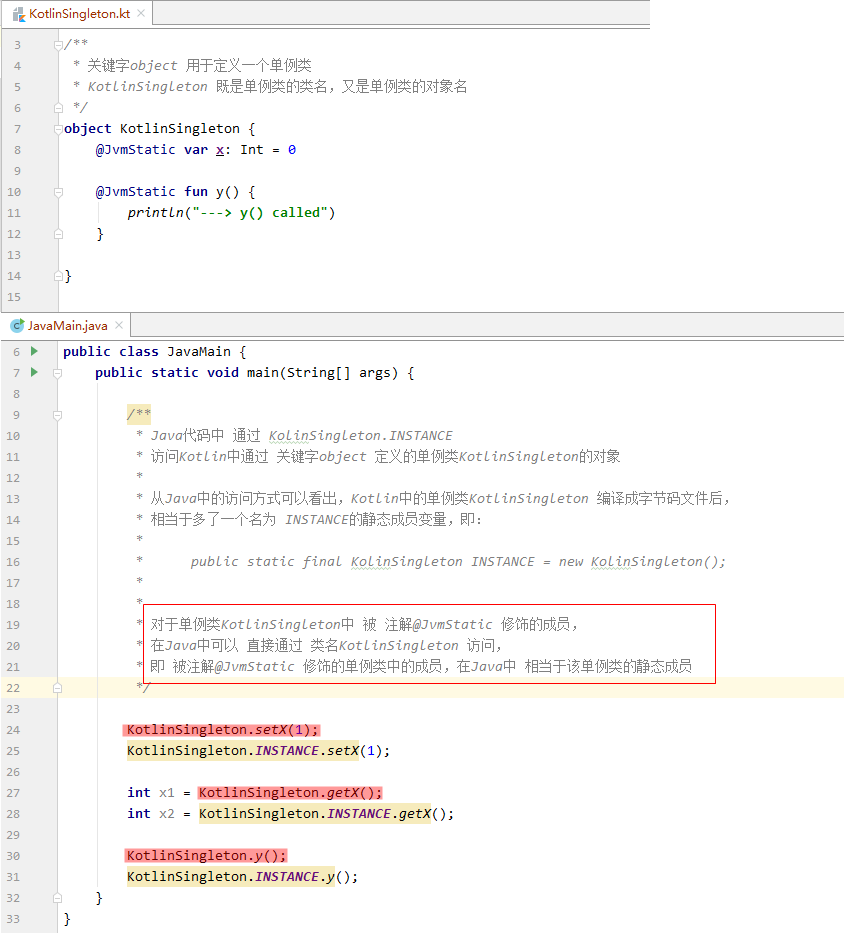 KotlinSingleton.kt
3 /**
4 * 关键字object 用于定义一个单例类
5 * KotlinSingleton 既是单例类的类名，又是单例类的对象名
6 */
7 object KotlinSingleton {
8 @JvmStatic var x: Int = 0
9
10 @JvmStatic fun y() {
11 println("---> y() called")
12 }
13
14 }
15
JavaMain.java
6 public class JavaMain {
7 public static void main(String[] args) {
8
9 /**
10 * Java代码中 通过 KolinSingleton.INSTANCE
11 * 访问Kotlin中通过 关键字object 定义的单例类KotlinSingleton的对象
12 *
13 * 从Java中的访问方式可以看出，Kotlin中的单例类KotlinSingleton 编译成字节码文件后，
14 * 相当于多了一个名为 INSTANCE的静态成员变量，即：
15 *
16 * public static final KolinSingleton INSTANCE = new KolinSingleton();
17 *
18 *
19 * 对于单例类KotlinSingleton中 被 注解@JvmStatic 修饰的成员，
20 * 在Java中可以 直接通过 类名KotlinSingleton 访问，
21 * 即 被注解@JvmStatic 修饰的单例类中的成员，在Java中 相当于该单例类的静态成员
22 */
23
24 KotlinSingleton.setX(1);
25 KotlinSingleton.INSTANCE.setX(1);
26
27 int x1 = KotlinSingleton.getX();
28 int x2 = KotlinSingleton.INSTANCE.getX();
29
30 KotlinSingleton.y();
31 KotlinSingleton.INSTANCE.y();
32 }
33 }